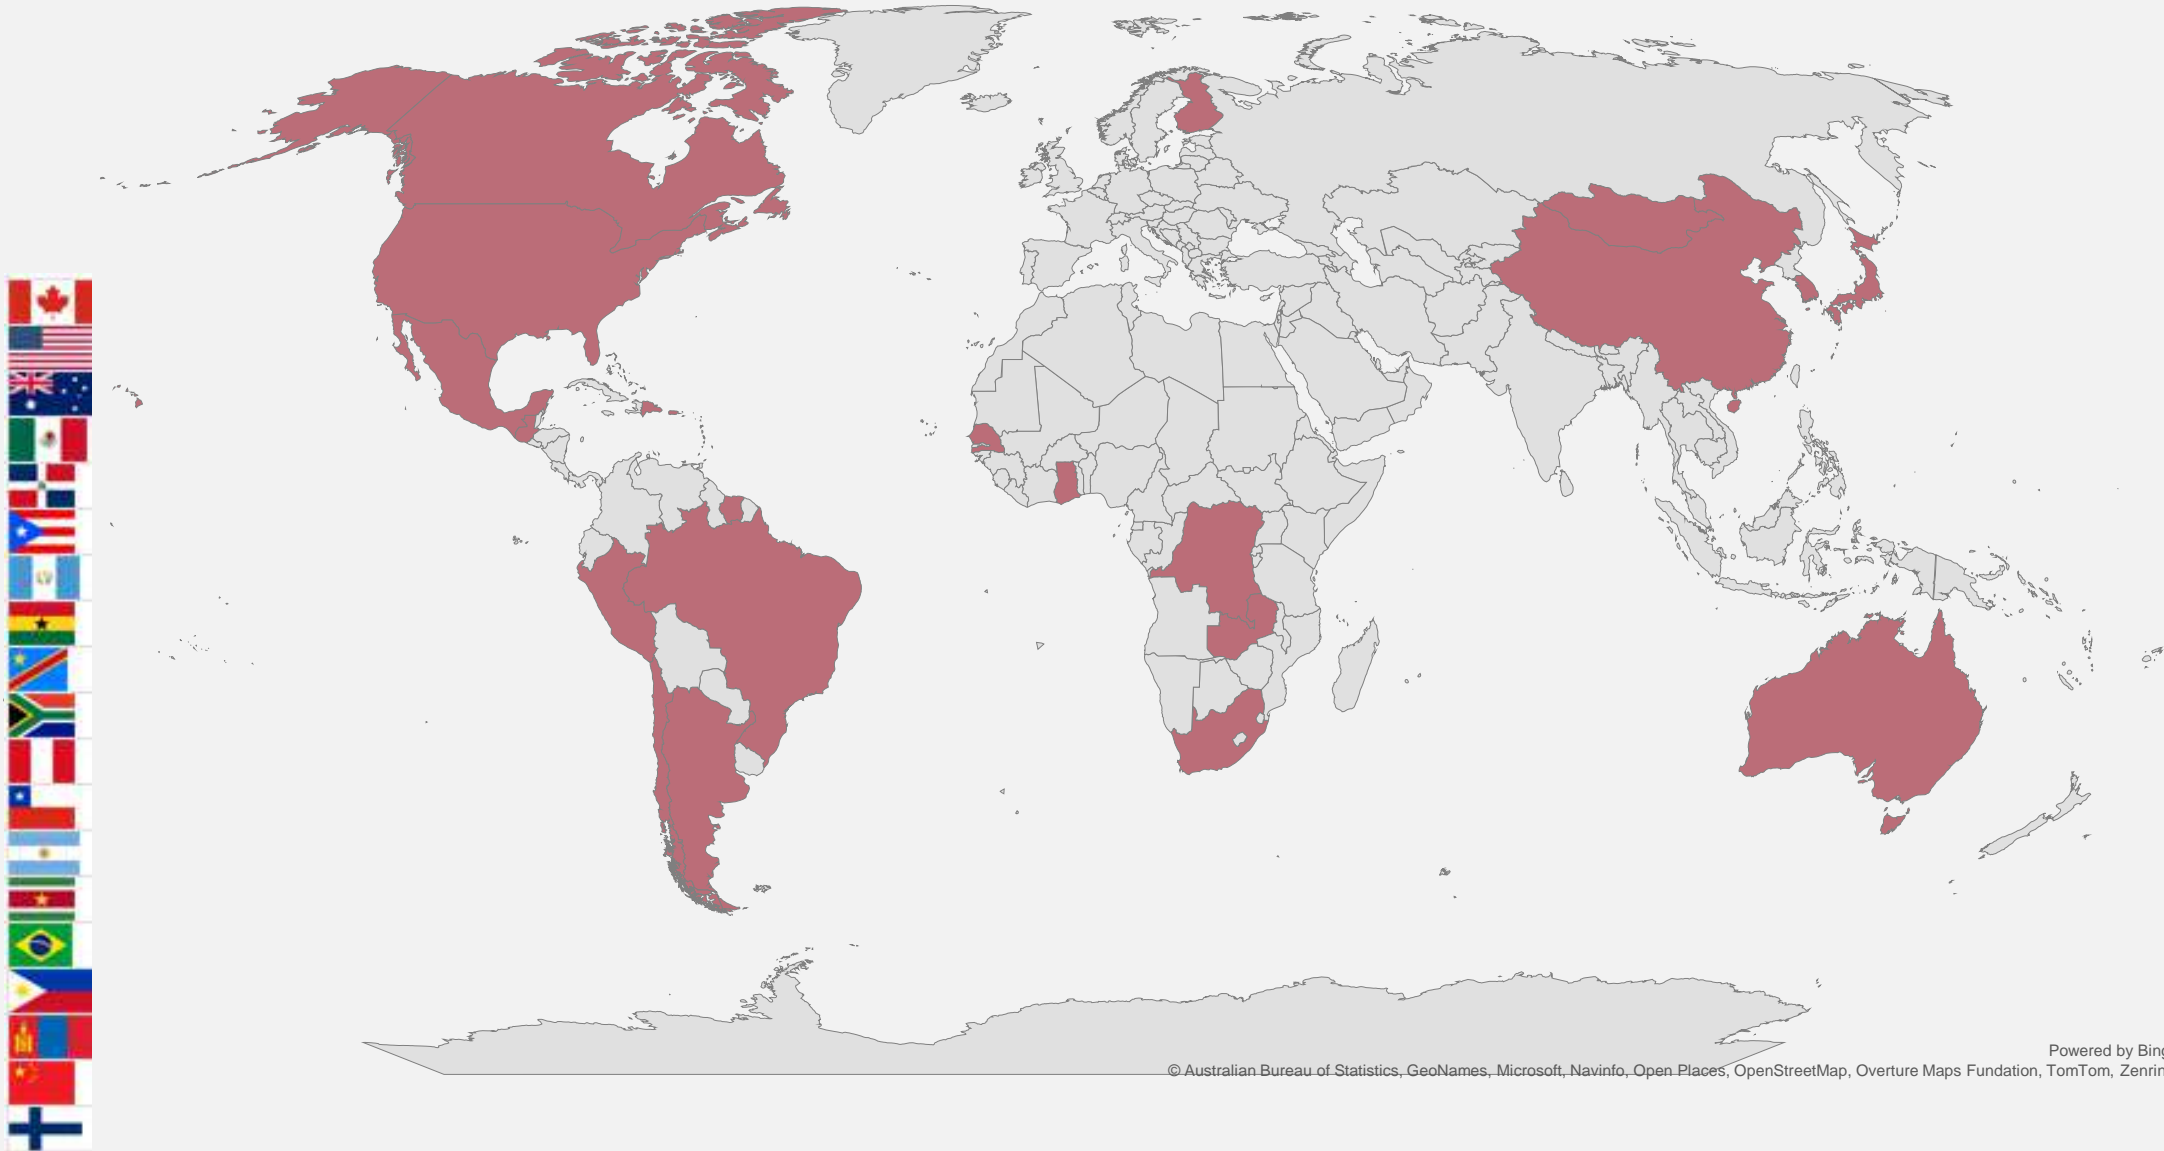 Powered by Bing
© Australian Bureau of Statistics, GeoNames, Microsoft, Navinfo, Open Places, OpenStreetMap, Overture Maps Fundation, TomTom, Zenrin